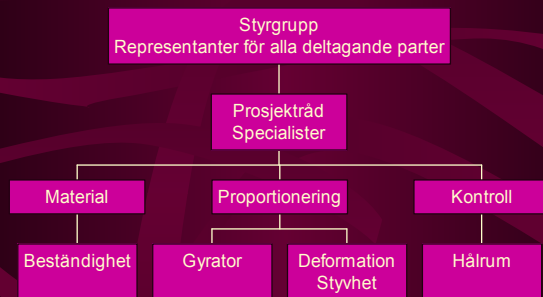 Styrgrupp
Representanter för alla deltagande parter
Prosjektråd
Specialister
Material
Proportionering
Kontroll
Beständighet
Gyrator
Deformation
Styvhet
Hålrum